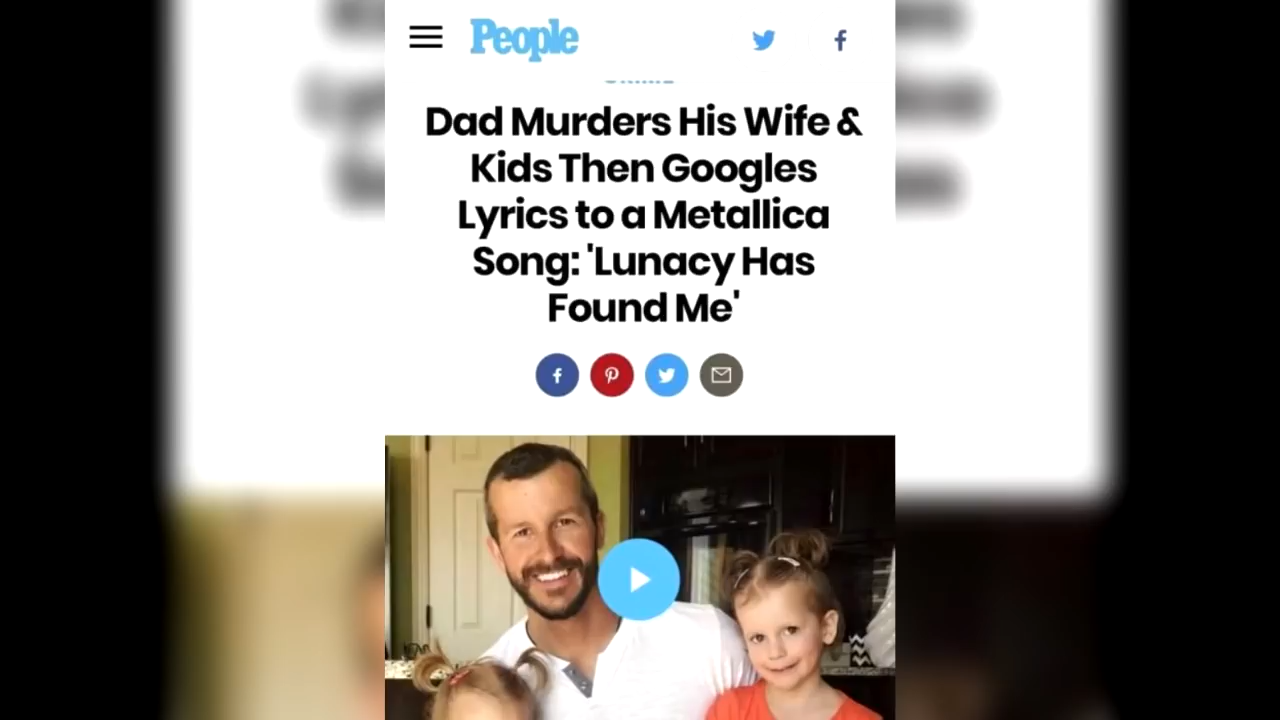 People
Dad Murders His Wife &
Kids Then Googles
Lyrics to a Metallica
Song: 'Lunacy Has
Found Me'